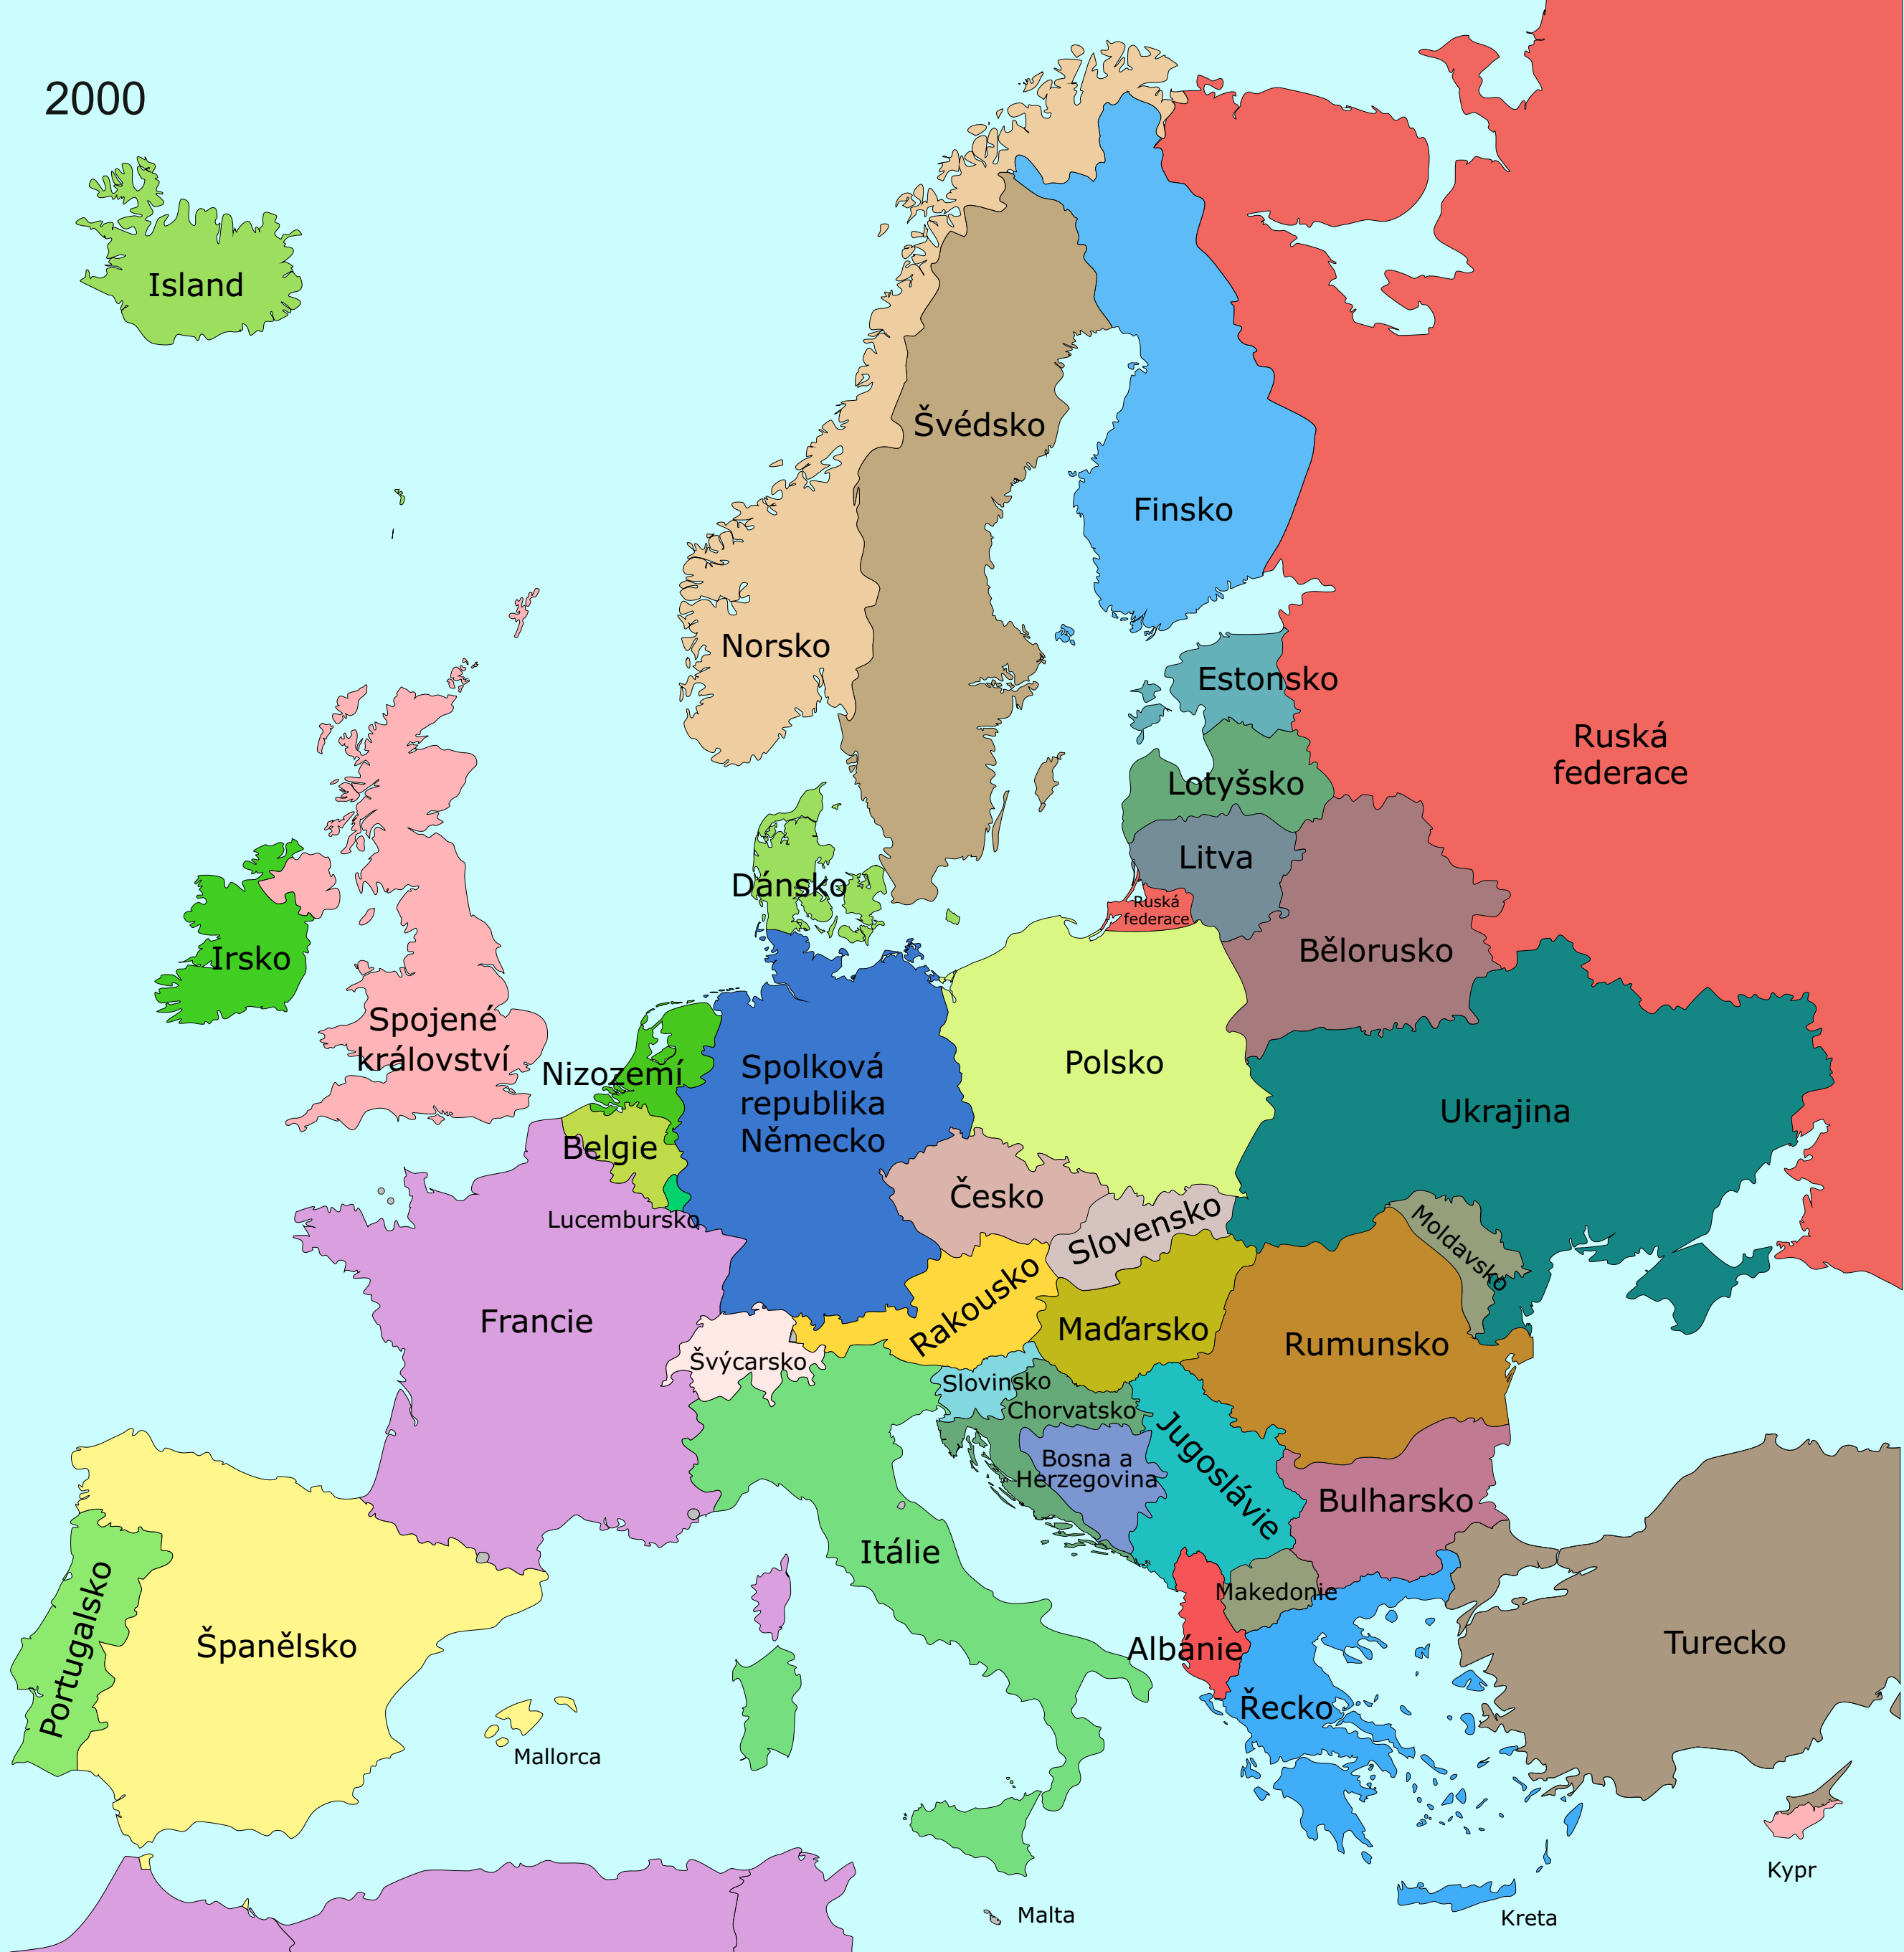 2000
Island
Švédsko
Finsko
Norsko
Estonsko
Ruská
federace
Lotyšsko
Litva
Dánsko
Ruská
federace
Bělorusko
Irsko
Spojené
království
Nizozemí
Spolková
republika
Německo
Polsko
Ukrajina
Belgie
Česko
Lucembursko
Slovensko
Moldavsko
Francie
Rakousko
Maďarsko
Rumunsko
Švýcarsko
Slovinsko
Chorvatsko
Bosna a
Herzegovina
Jugoslávie
Bulharsko
Itálie
Makedonie
Portugalsko
Španělsko
Albánie
Turecko
Řecko
Mallorca
Kypr
Malta
Kreta